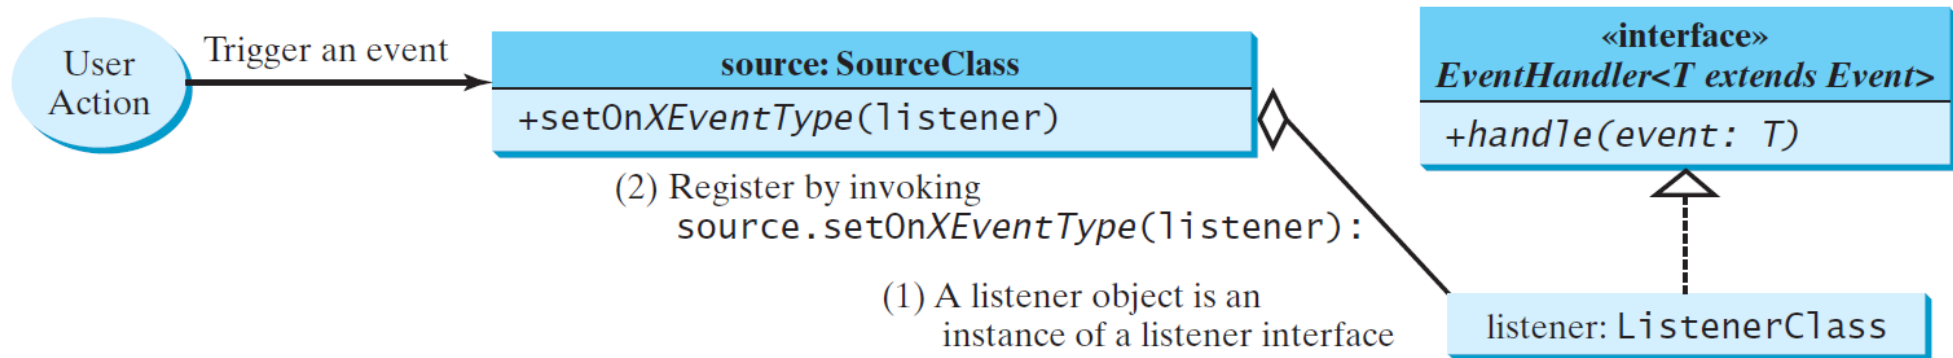 User
Action
Trigger an event
source: SourceClass
+setOnXEventType(listener)
(2) Register by invoking
source.setOnXEventType(listener):
(1) A listener object is an
instance of a listener interface
«interface»
EventHandler<T extends Event>
+handle(event: T)
listener: ListenerClass